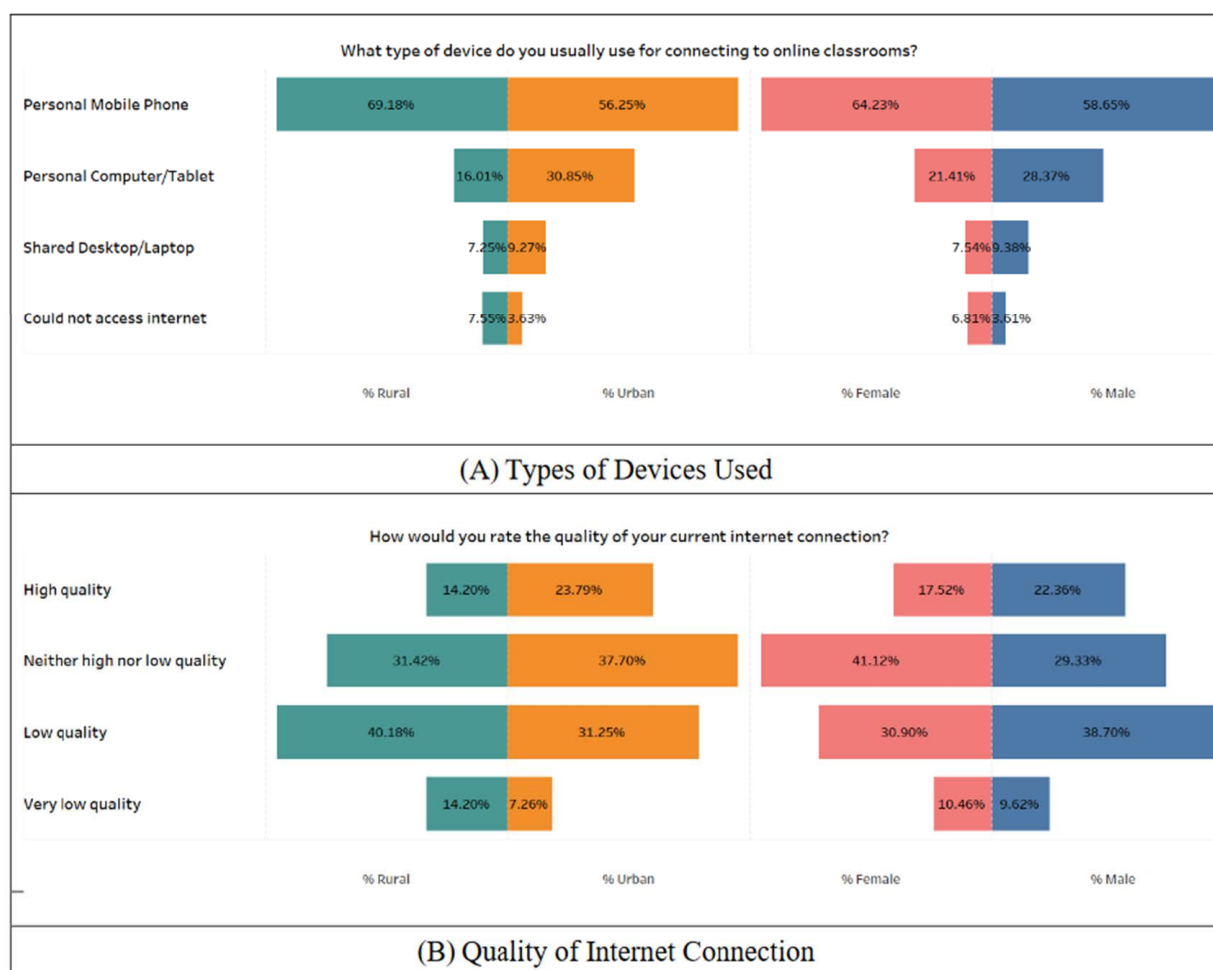 What type of device do you usually use for connecting to online classrooms?
Personal Mobile Phone 69.18% 56.25% 64.23% 58.65%
Personal Computer/Tablet 16.01% 30.85% 21.41% 28.37%
Shared Desktop/Laptop 7.25% 9.27% 7.54% 9.38%
Could not access internet 7.55% 3.63% 6.81% 3.61%
% Rural % Urban % Female % Male
(A) Types of Devices Used
How would you rate the quality of your current internet connection?
High quality 14.20% 23.79% 17.52% 22.36%
Neither high nor low quality 31.42% 37.70% 41.12% 29.33%
Low quality 40.18% 31.25% 30.90% 38.70%
Very low quality 14.20% 7.26% 10.46% 9.62%
% Rural % Urban % Female % Male
(B) Quality of Internet Connection